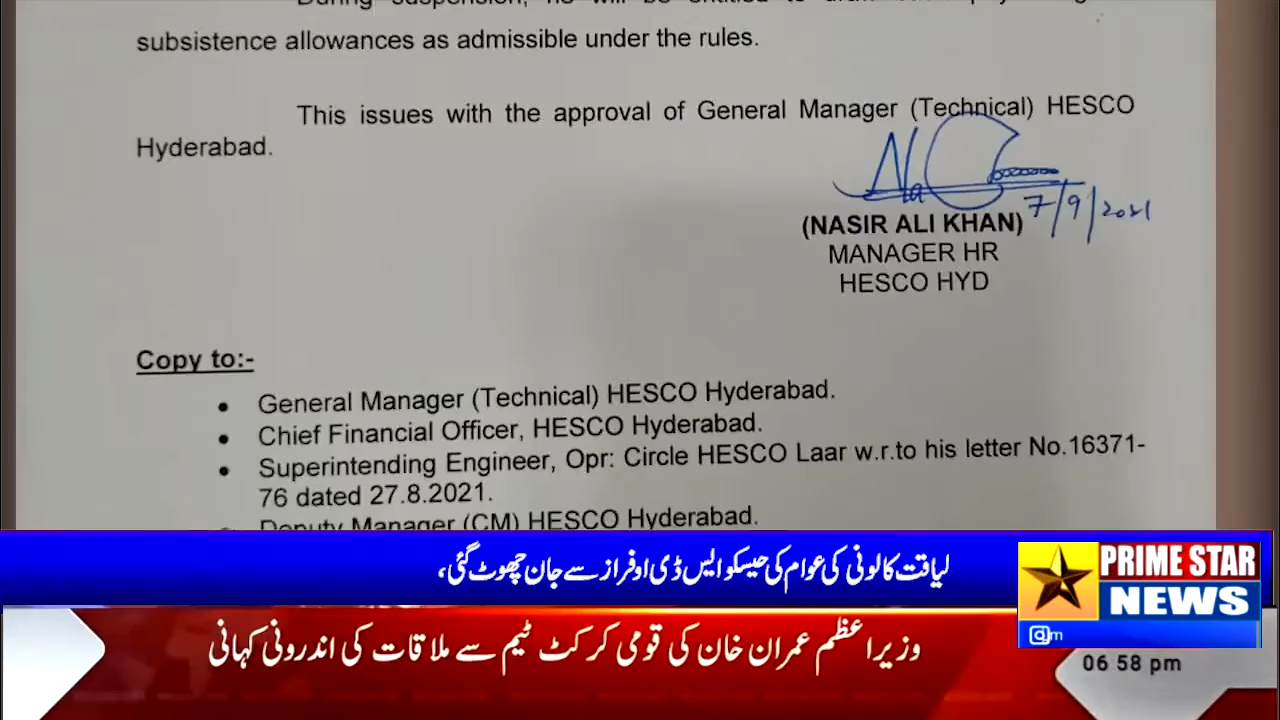 subsistence allowances as admissible under the rules.
This issues with the approval of General Manager (Technical) HESCO
Hyderabad.
7/9/2021
(NASIR ALI KHAN)
MANAGER HR
HESCO HYD
Copy to:-
• General Manager (Technical) HESCO Hyderabad.
• Chief Financial Officer, HESCO Hyderabad.
• Superintending Engineer, Opr: Circle HESCO Laar w.r.to his letter No.16371-
76 dated 27.8.2021.
Deputy Manager (CM) HESCO Hyderabad.
لیاقت کالونی کی عوام کی حیسکو ایس ڈی او فراز سے جان چھوٹ گئی،
PRIME STAR
NEWS
وزیراعظم عمران خان کی قومی کرکٹ ٹیم سے ملاقات کی اندرونی کہانی
06 58 pm